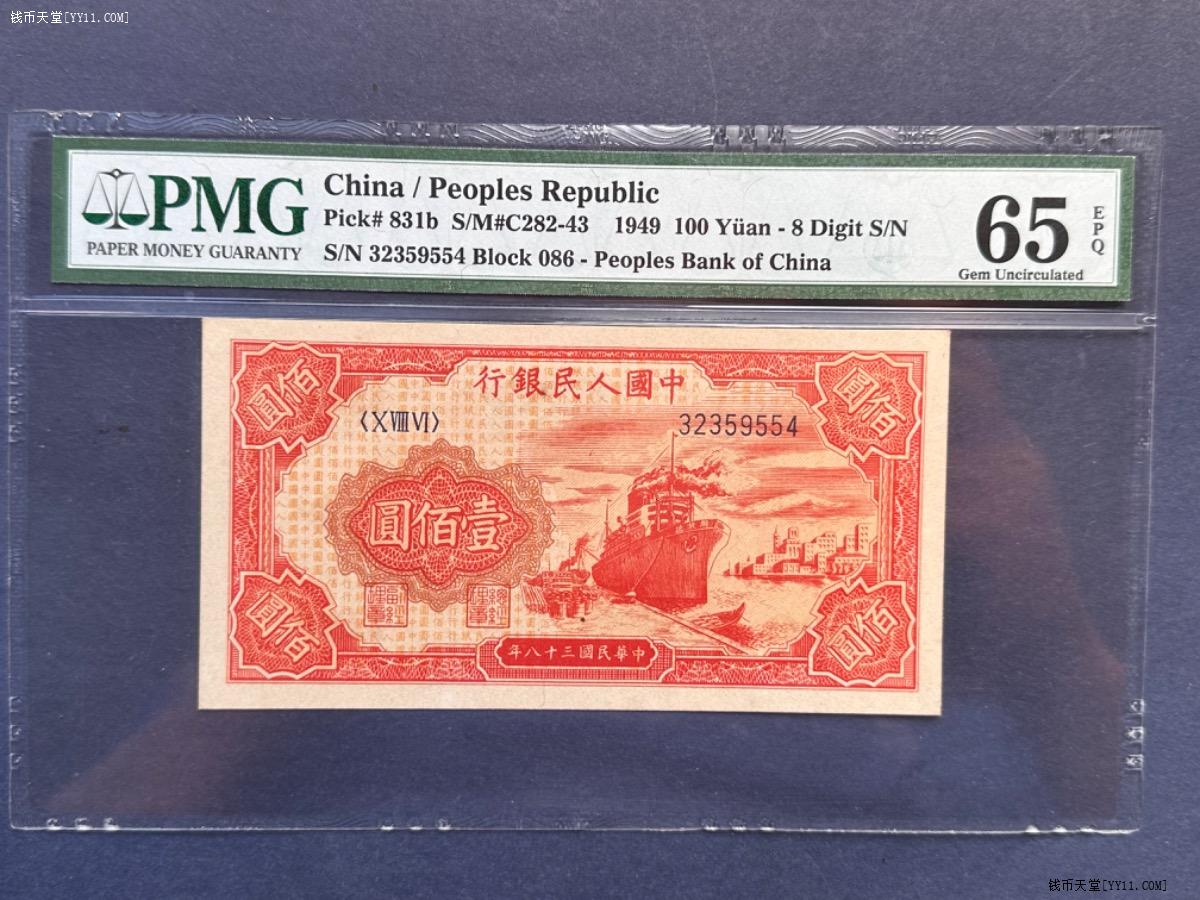 钱币天堂[YY11.COM]
PMG
PAPER MONEY GUARANTY
China / Peoples Republic
Pick# 831b S/M#C282-43 1949 100 Yüan - 8 Digit S/N
S/N 32359554 Block 086 - Peoples Bank of China
65
EPQ
Gem Uncirculated
行銀民人國中
圓佰
圓佰
〈ⅩⅧⅥ〉
32359554
圓佰壹
圓佰
圓佰
年八十三國民華中
钱币天堂[YY11.COM]